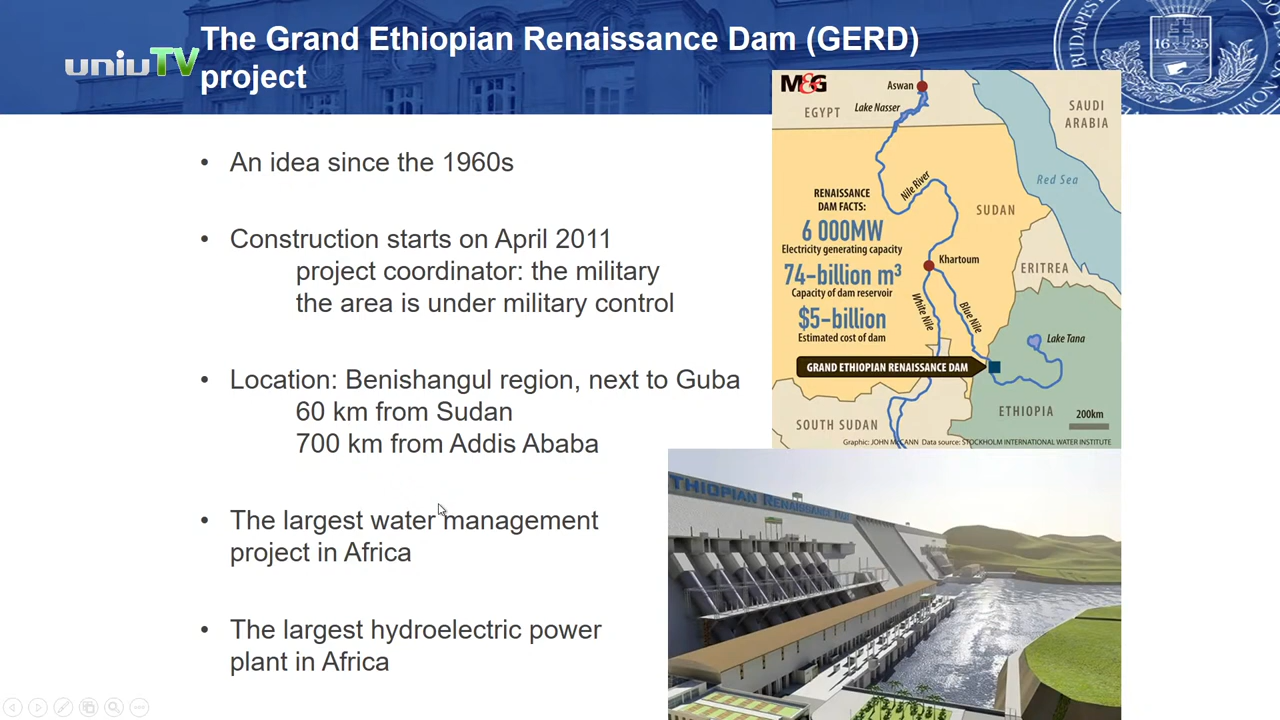 uniuTV
The Grand Ethiopian Renaissance Dam (GERD)
project
• An idea since the 1960s
• Construction starts on April 2011
project coordinator: the military
the area is under military control
• Location: Benishangul region, next to Guba
60 km from Sudan
700 km from Addis Ababa
• The largest water management
project in Africa
• The largest hydroelectric power
plant in Africa
BUDAPES
16 35
M&G
Aswan
Lake Nasser
EGYPT
SAUDI
ARABIA
Red Sea
Nile River
RENAISSANCE
DAM FACTS:
6 000MW
Electricity generating capacity
74-billion m³
Capacity of dam reservoir
$5-billion
Estimated cost of dam
SUDAN
Khartoum
ERITREA
White Nile
Blue Nile
Lake Tana
GRAND ETHIOPIAN RENAISSANCE DAM
ETHIOPIA
200km
SOUTH SUDAN
Graphic: JOHN McCANN Data source: STOCKHOLM INTERNATIONAL WATER INSTITUTE
THIOPIAN RENAISSANCE DAM